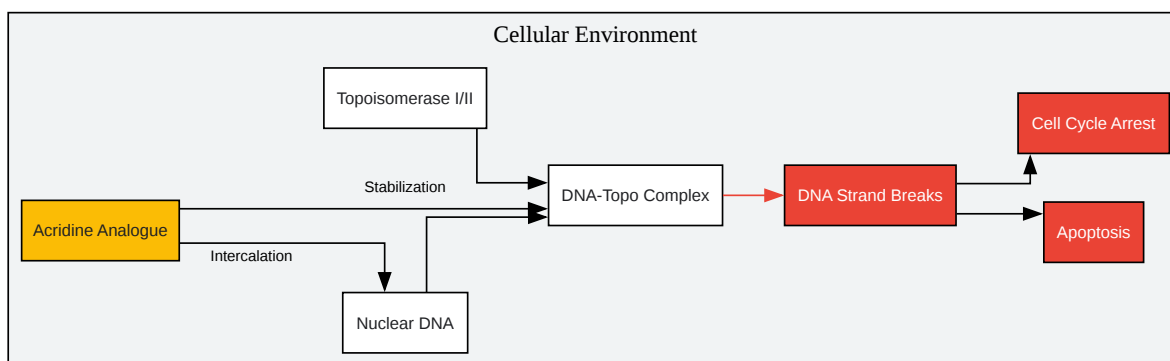 Cellular Environment
Topoisomerase I/II
Cell Cycle Arrest
Stabilization
DNA-Topo Complex
DNA Strand Breaks
Acridine Analogue
Apoptosis
Intercalation
Nuclear DNA